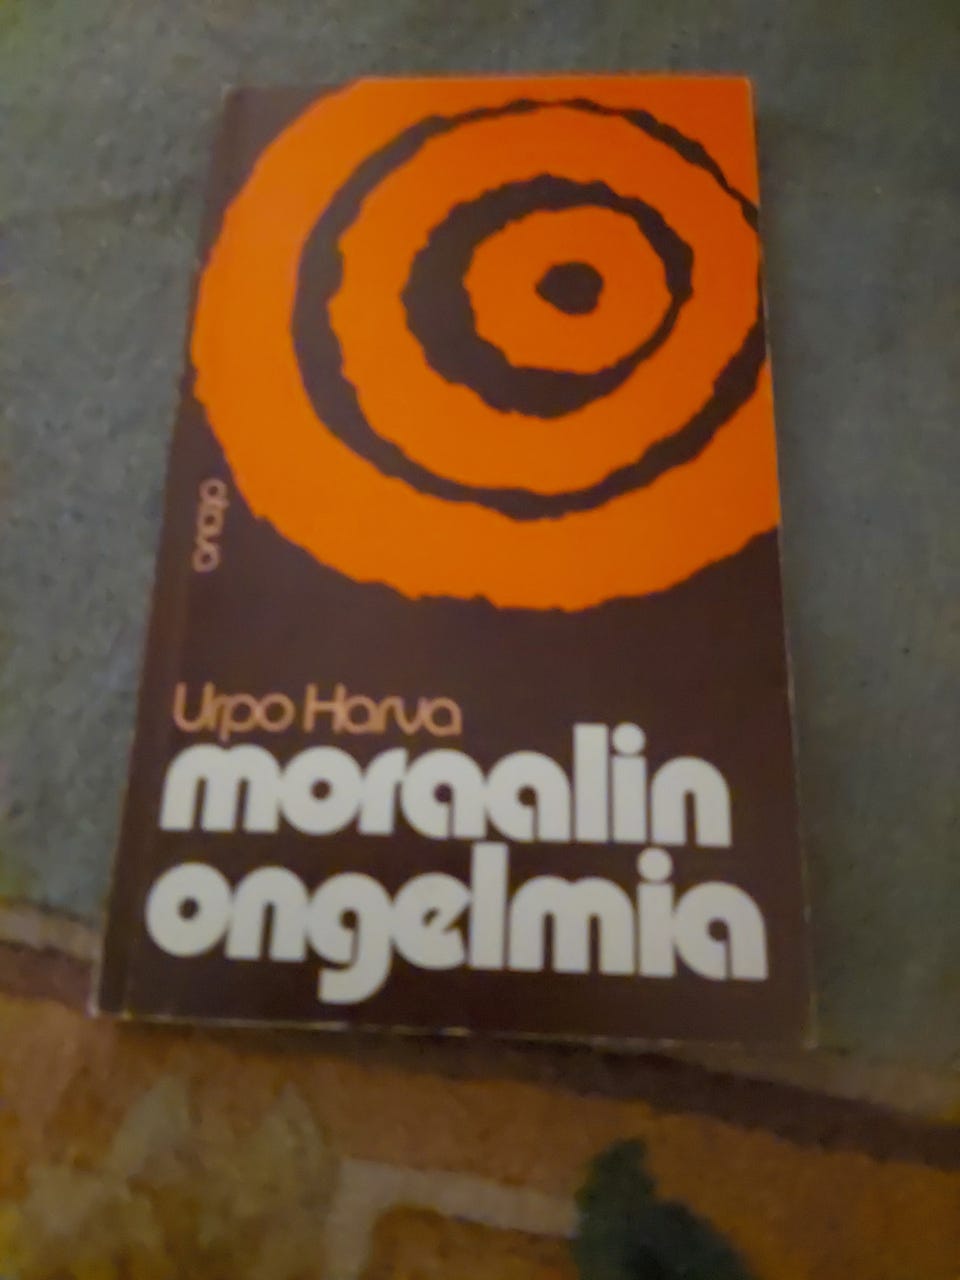 otava
Urpo Harva
moraalin
ongelmia